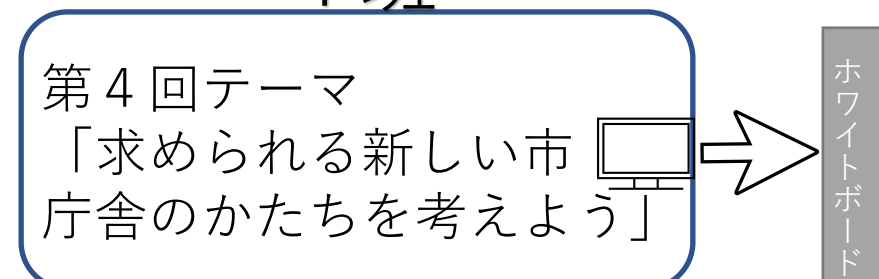 第４回テーマ
「求められる新しい市
庁舎のかたちを考えよう」
ホワイトボード